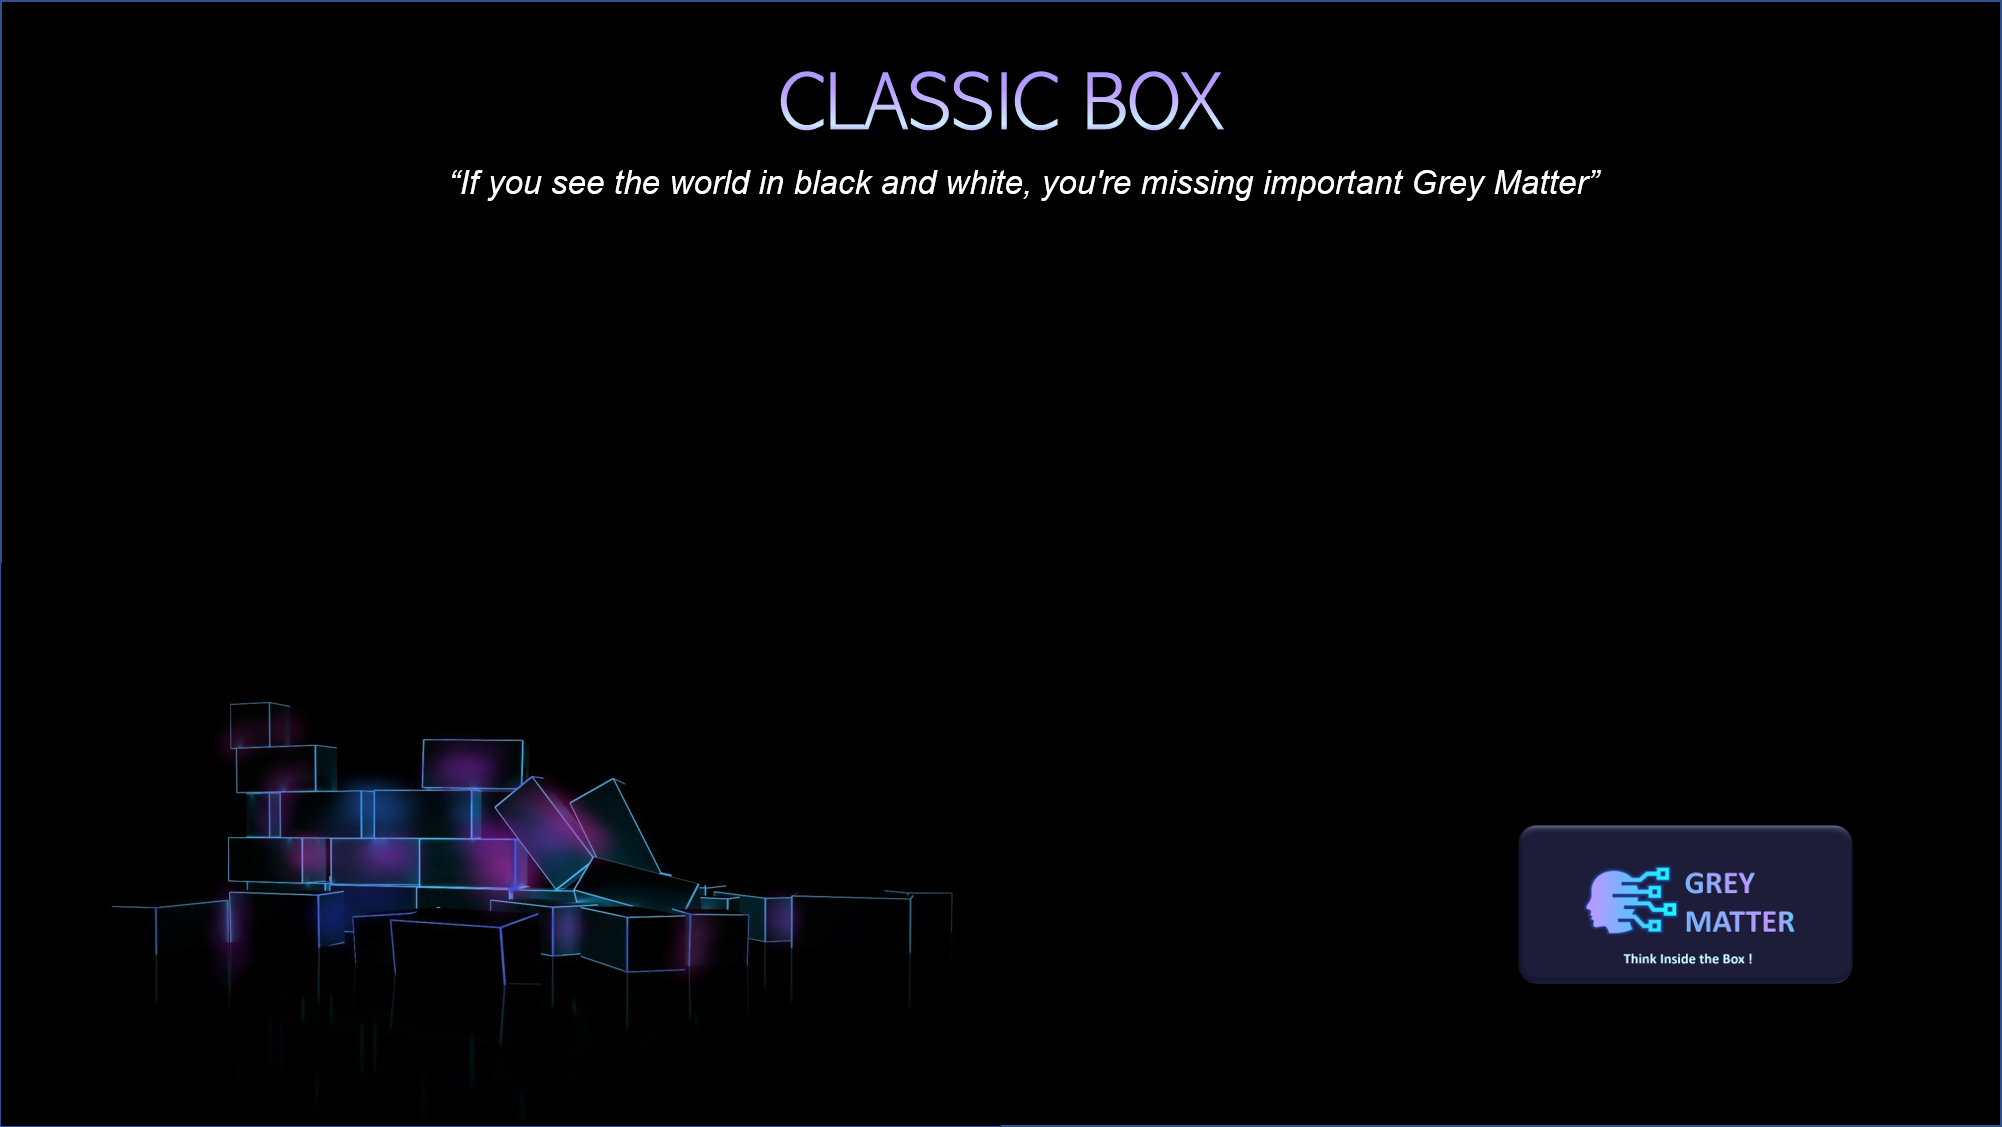 CLASSIC BOX
“If you see the world in black and white, you're missing important Grey Matter”
GREY
MATTER
Think Inside the Box !